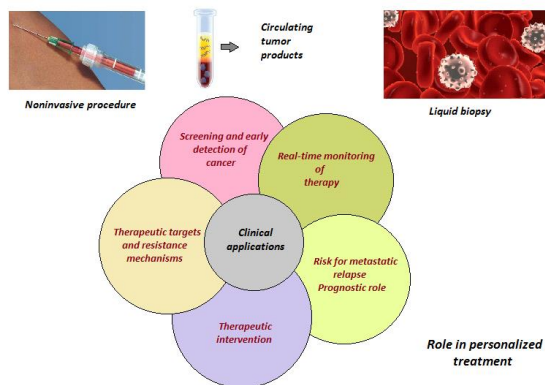 Circulating
tumor
products
Noninvasive procedure
Liquid biopsy
Screening and early
detection of
cancer
Real-time monitoring
of
therapy
Therapeutic targets
and resistance
mechanisms
Clinical
applications
Risk for metastatic
relapse
Prognostic role
Therapeutic
intervention
Role in personalized
treatment